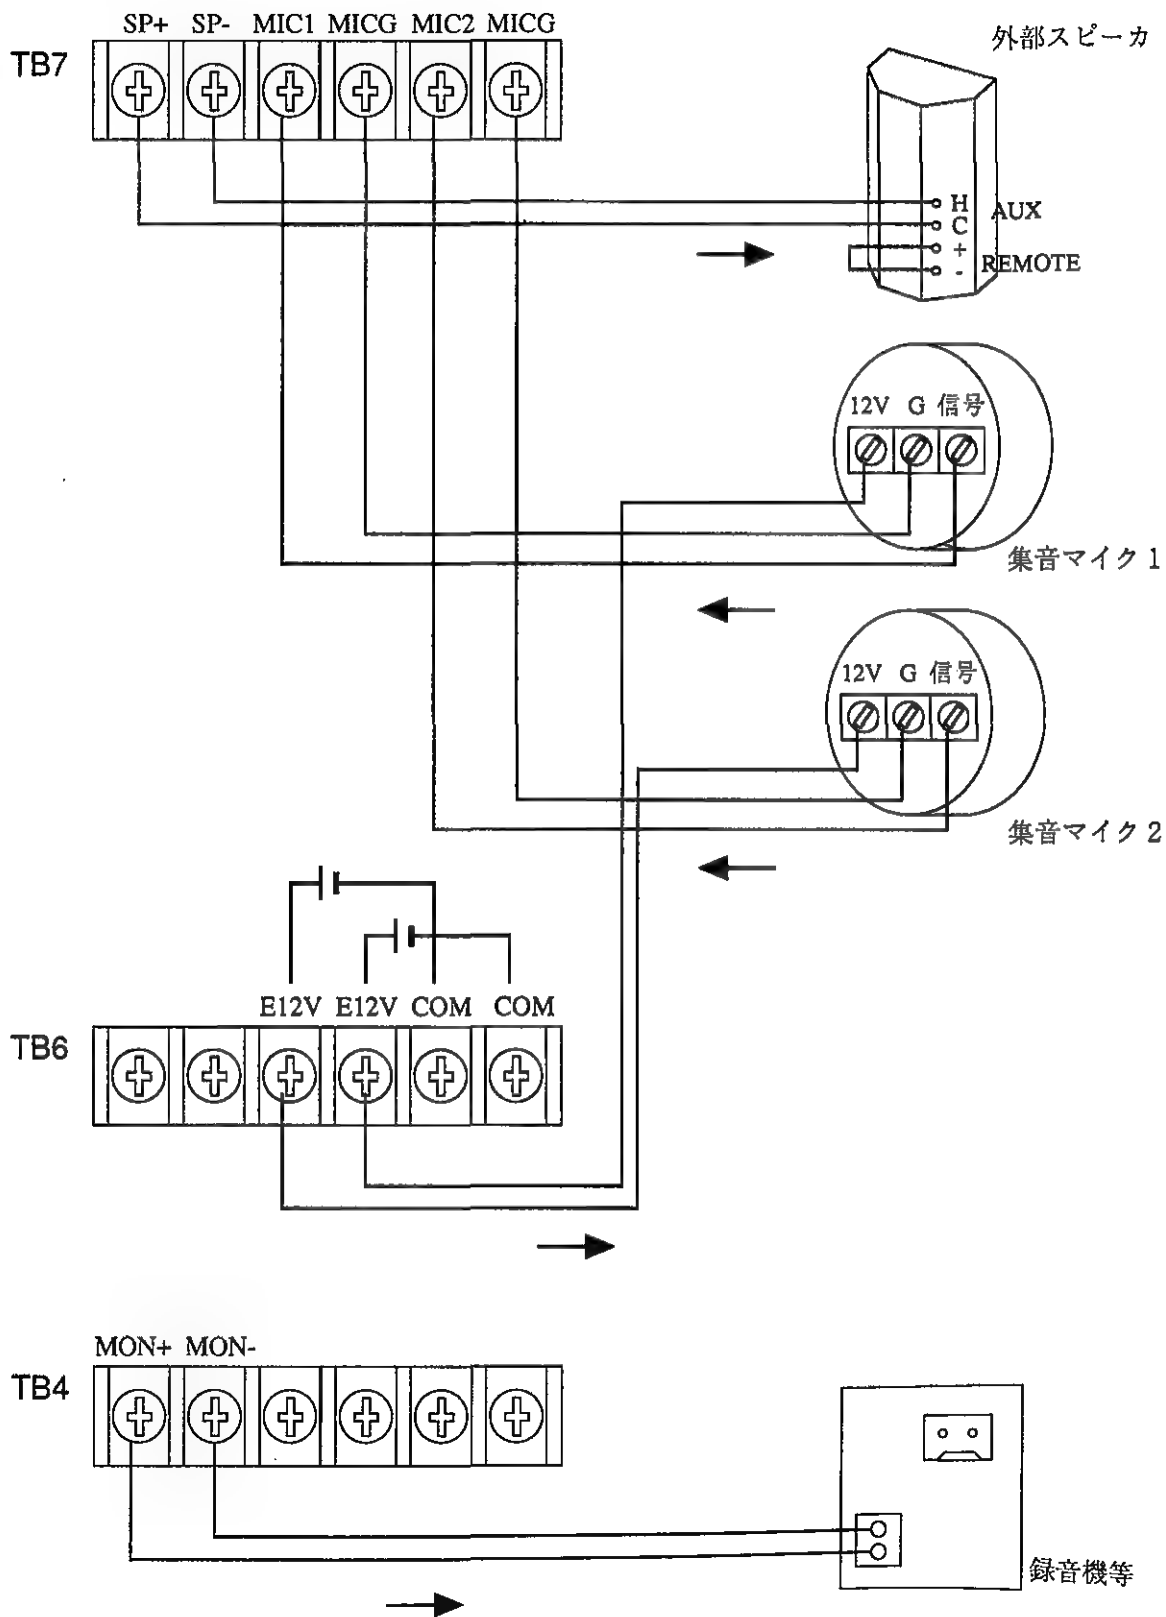 SP+ SP- MIC1 MICG MIC2 MICG
外部スピーカ
TB7
H
AUX
C
+
REMOTE
-
12V G 信号
集音マイク 1
12V G 信号
集音マイク 2
E12V E12V COM COM
TB6
MON+ MON-
TB4
録音機等